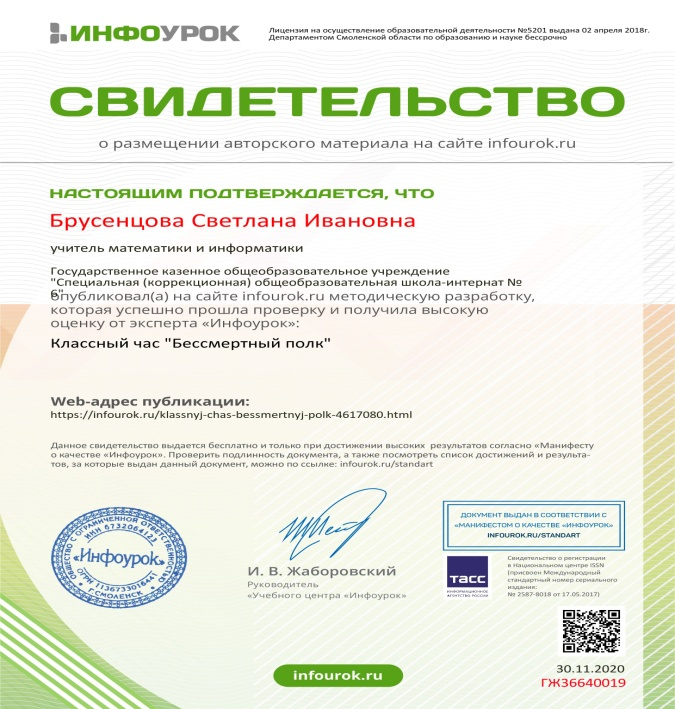 ИНФОУРОК
Лицензия на осуществление образовательной деятельности №5201 выдана 02 апреля 2018г.
Департаментом Смоленской области по образованию и науке бессрочно
СВИДЕТЕЛЬСТВО
о размещении авторского материала на сайте infourok.ru
НАСТОЯЩИМ ПОДТВЕРЖДАЕТСЯ, ЧТО
Брусенцова Светлана Ивановна
учитель математики и информатики
Государственное казенное общеобразовательное учреждение
"Специальная (коррекционная) общеобразовательная школа-интернат №
6"
опубликовал(а) на сайте infourok.ru методическую разработку,
которая успешно прошла проверку и получила высокую
оценку от эксперта «Инфоурок»:
Классный час "Бессмертный полк"
Web-адрес публикации:
https://infourok.ru/klassnyj-chas-bessmertnyj-polk-4617080.html
Данное свидетельство выдается бесплатно и только при достижении высоких результатов согласно «Манифесту
о качестве «Инфоурок». Проверить подлинность документа, а также посмотреть список достижений и результа-
тов, за которые выдан данный документ, можно по ссылке: infourok.ru/standart
ОБЩЕСТВО С ОГРАНИЧЕННОЙ ОТВЕТСТВЕННОСТЬЮ
ИНН 6732064123
«Инфоурок»
Г.СМОЛЕНСК
И. В. Жаборовский
Руководитель
«Учебного центра «Инфоурок»
ДОКУМЕНТ ВЫДАН В СООТВЕТСТВИИ С
«МАНИФЕСТОМ О КАЧЕСТВЕ «ИНФОУРОК»
INFOUROK.RU/STANDART
ТАСС
ИНФОРМАЦИОННОЕ
АГЕНТСТВО РОССИИ
Свидетельство о регистрации
в Национальном центре ISSN
(присвоен Международный
стандартный номер сериального
издания:
№ 2587-8018 от 17.05.2017)
30.11.2020
ГЖ36640019
infourok.ru